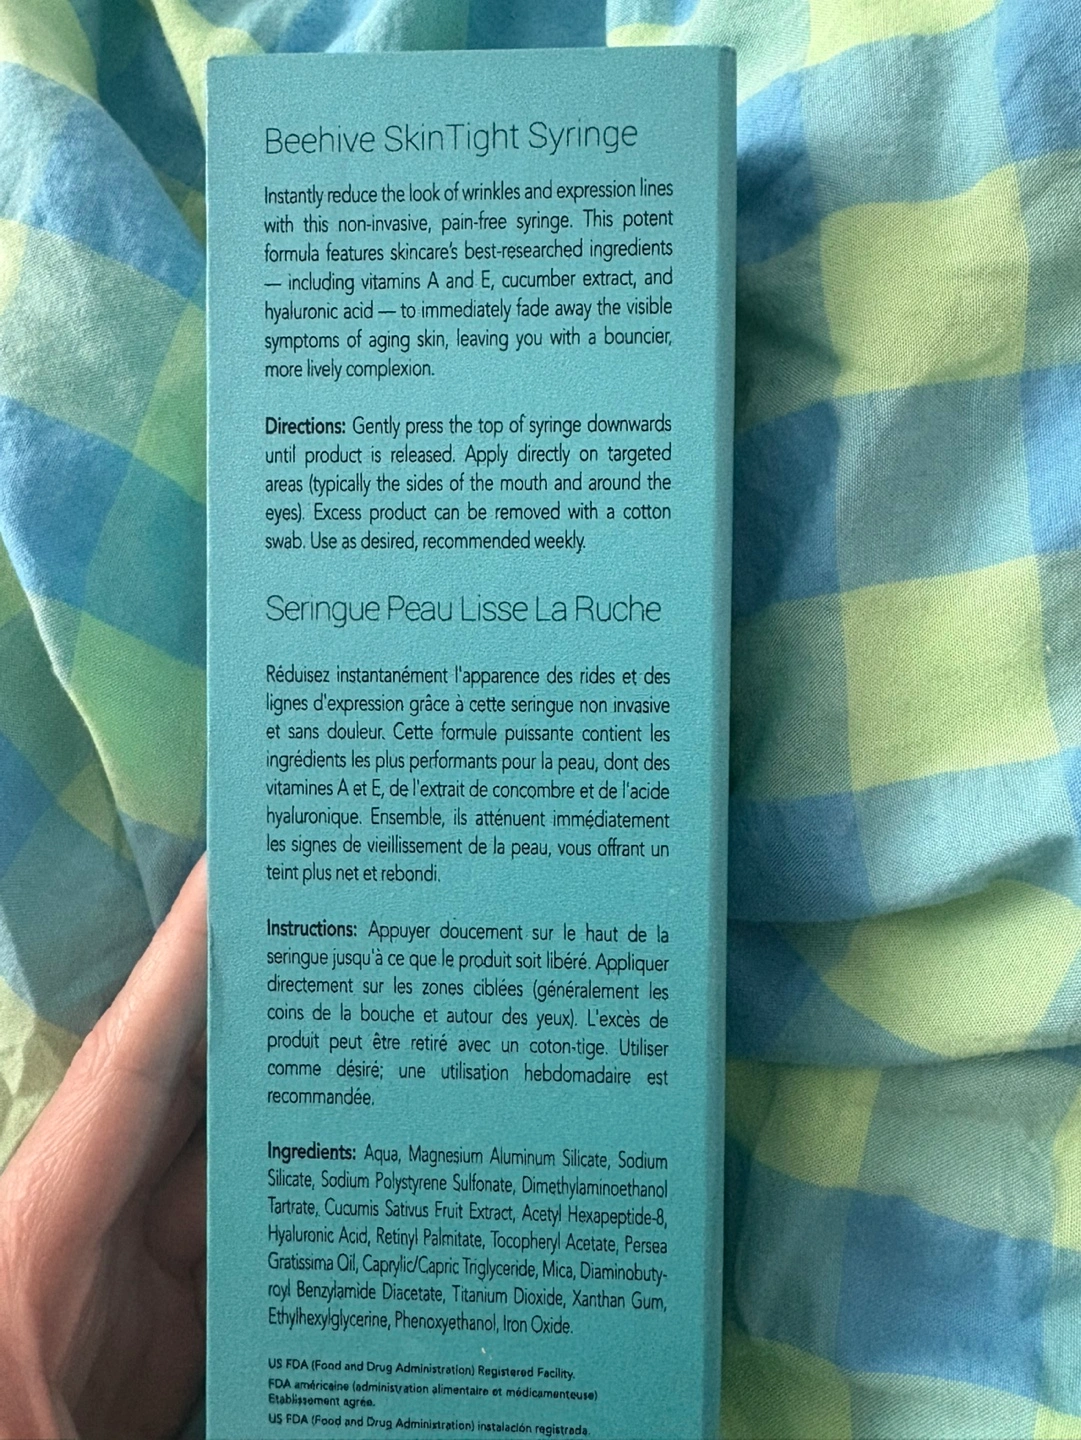 Beehive SkinTight Syringe
Instantly reduce the look of wrinkles and expression lines
with this non-invasive, pain-free syringe. This potent
formula features skincare's best-researched ingredients
— including vitamins A and E, cucumber extract, and
hyaluronic acid — to immediately fade away the visible
symptoms of aging skin, leaving you with a bouncier,
more lively complexion.
Directions: Gently press the top of syringe downwards
until product is released. Apply directly on targeted
areas (typically the sides of the mouth and around the
eyes). Excess product can be removed with a cotton
swab. Use as desired, recommended weekly.
Seringue Peau Lisse La Ruche
Réduisez instantanément l'apparence des rides et des
lignes d'expression grâce à cette seringue non invasive
et sans douleur. Cette formule puissante contient les
ingrédients les plus performants pour la peau, dont des
vitamines A et E, de l'extrait de concombre et de l'acide
hyaluronique. Ensemble, ils atténuent immédiatement
les signes de vieillissement de la peau, vous offrant un
teint plus net et rebondi.
Instructions: Appuyer doucement sur le haut de la
seringue jusqu'à ce que le produit soit libéré. Appliquer
directement sur les zones ciblées (généralement les
coins de la bouche et autour des yeux). L'excès de
produit peut être retiré avec un coton-tige. Utiliser
comme désiré; une utilisation hebdomadaire est
recommandée.
Ingredients: Aqua, Magnesium Aluminum Silicate, Sodium
Silicate, Sodium Polystyrene Sulfonate, Dimethylaminoethanol
Tartrate, Cucumis Sativus Fruit Extract, Acetyl Hexapeptide-8,
Hyaluronic Acid, Retinyl Palmitate, Tocopheryl Acetate, Persea
Gratissima Oil, Caprylic/Capric Triglyceride, Mica, Diaminobuty-
royl Benzylamide Diacetate, Titanium Dioxide, Xanthan Gum,
Ethylhexylglycerine, Phenoxyethanol, Iron Oxide.
US FDA (Food and Drug Administration) Registered Facility.
FDA américaine (administration alimentaire et médicamenteuse)
Etablissement agrée.
US FDA (Food and Drug Administration) instalación registrada.